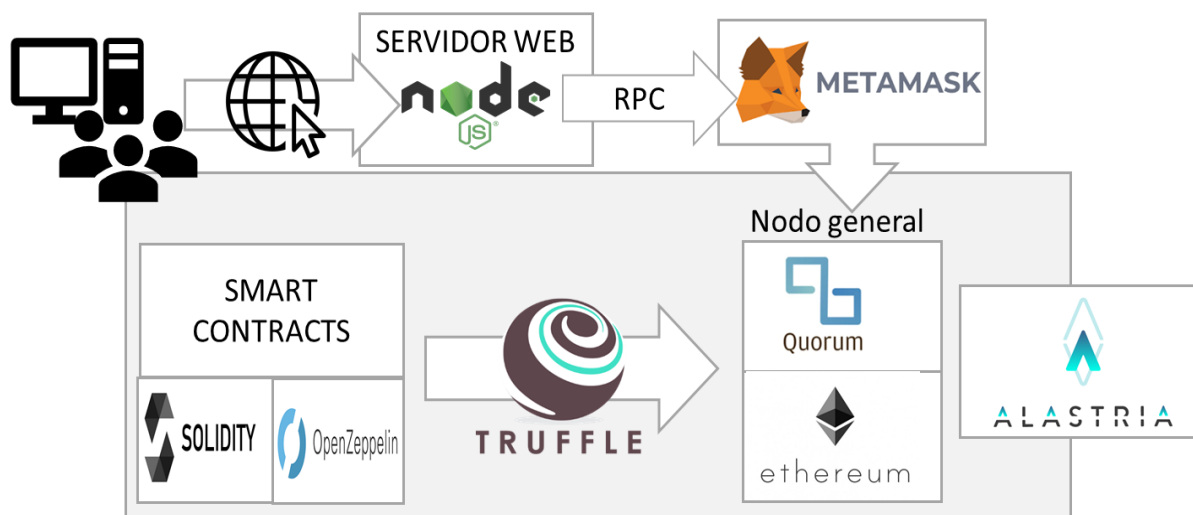 SERVIDOR WEB
node
JS
RPC
METAMASK
Nodo general
SMART
CONTRACTS
SOLIDITY
OpenZeppelin
TRUFFLE
Quorum
ethereum
ALASTRIA